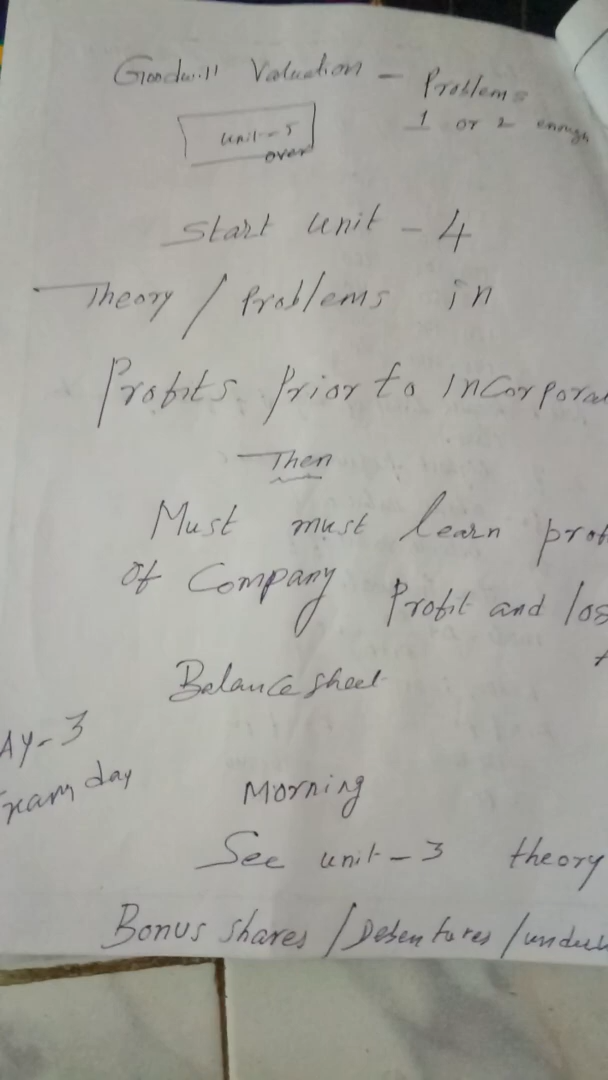 Goodwill Valuation - Problems
1 or 2 enough
Unit-5
over
Start unit - 4
Theory / Problems in
Profits Prior to Incorpora
Then
Must must learn prof
of Company Profit and los
Balance sheet
AY-3
Exam day
Morning
See unit-3 theory
Bonus shares / Debentures / under